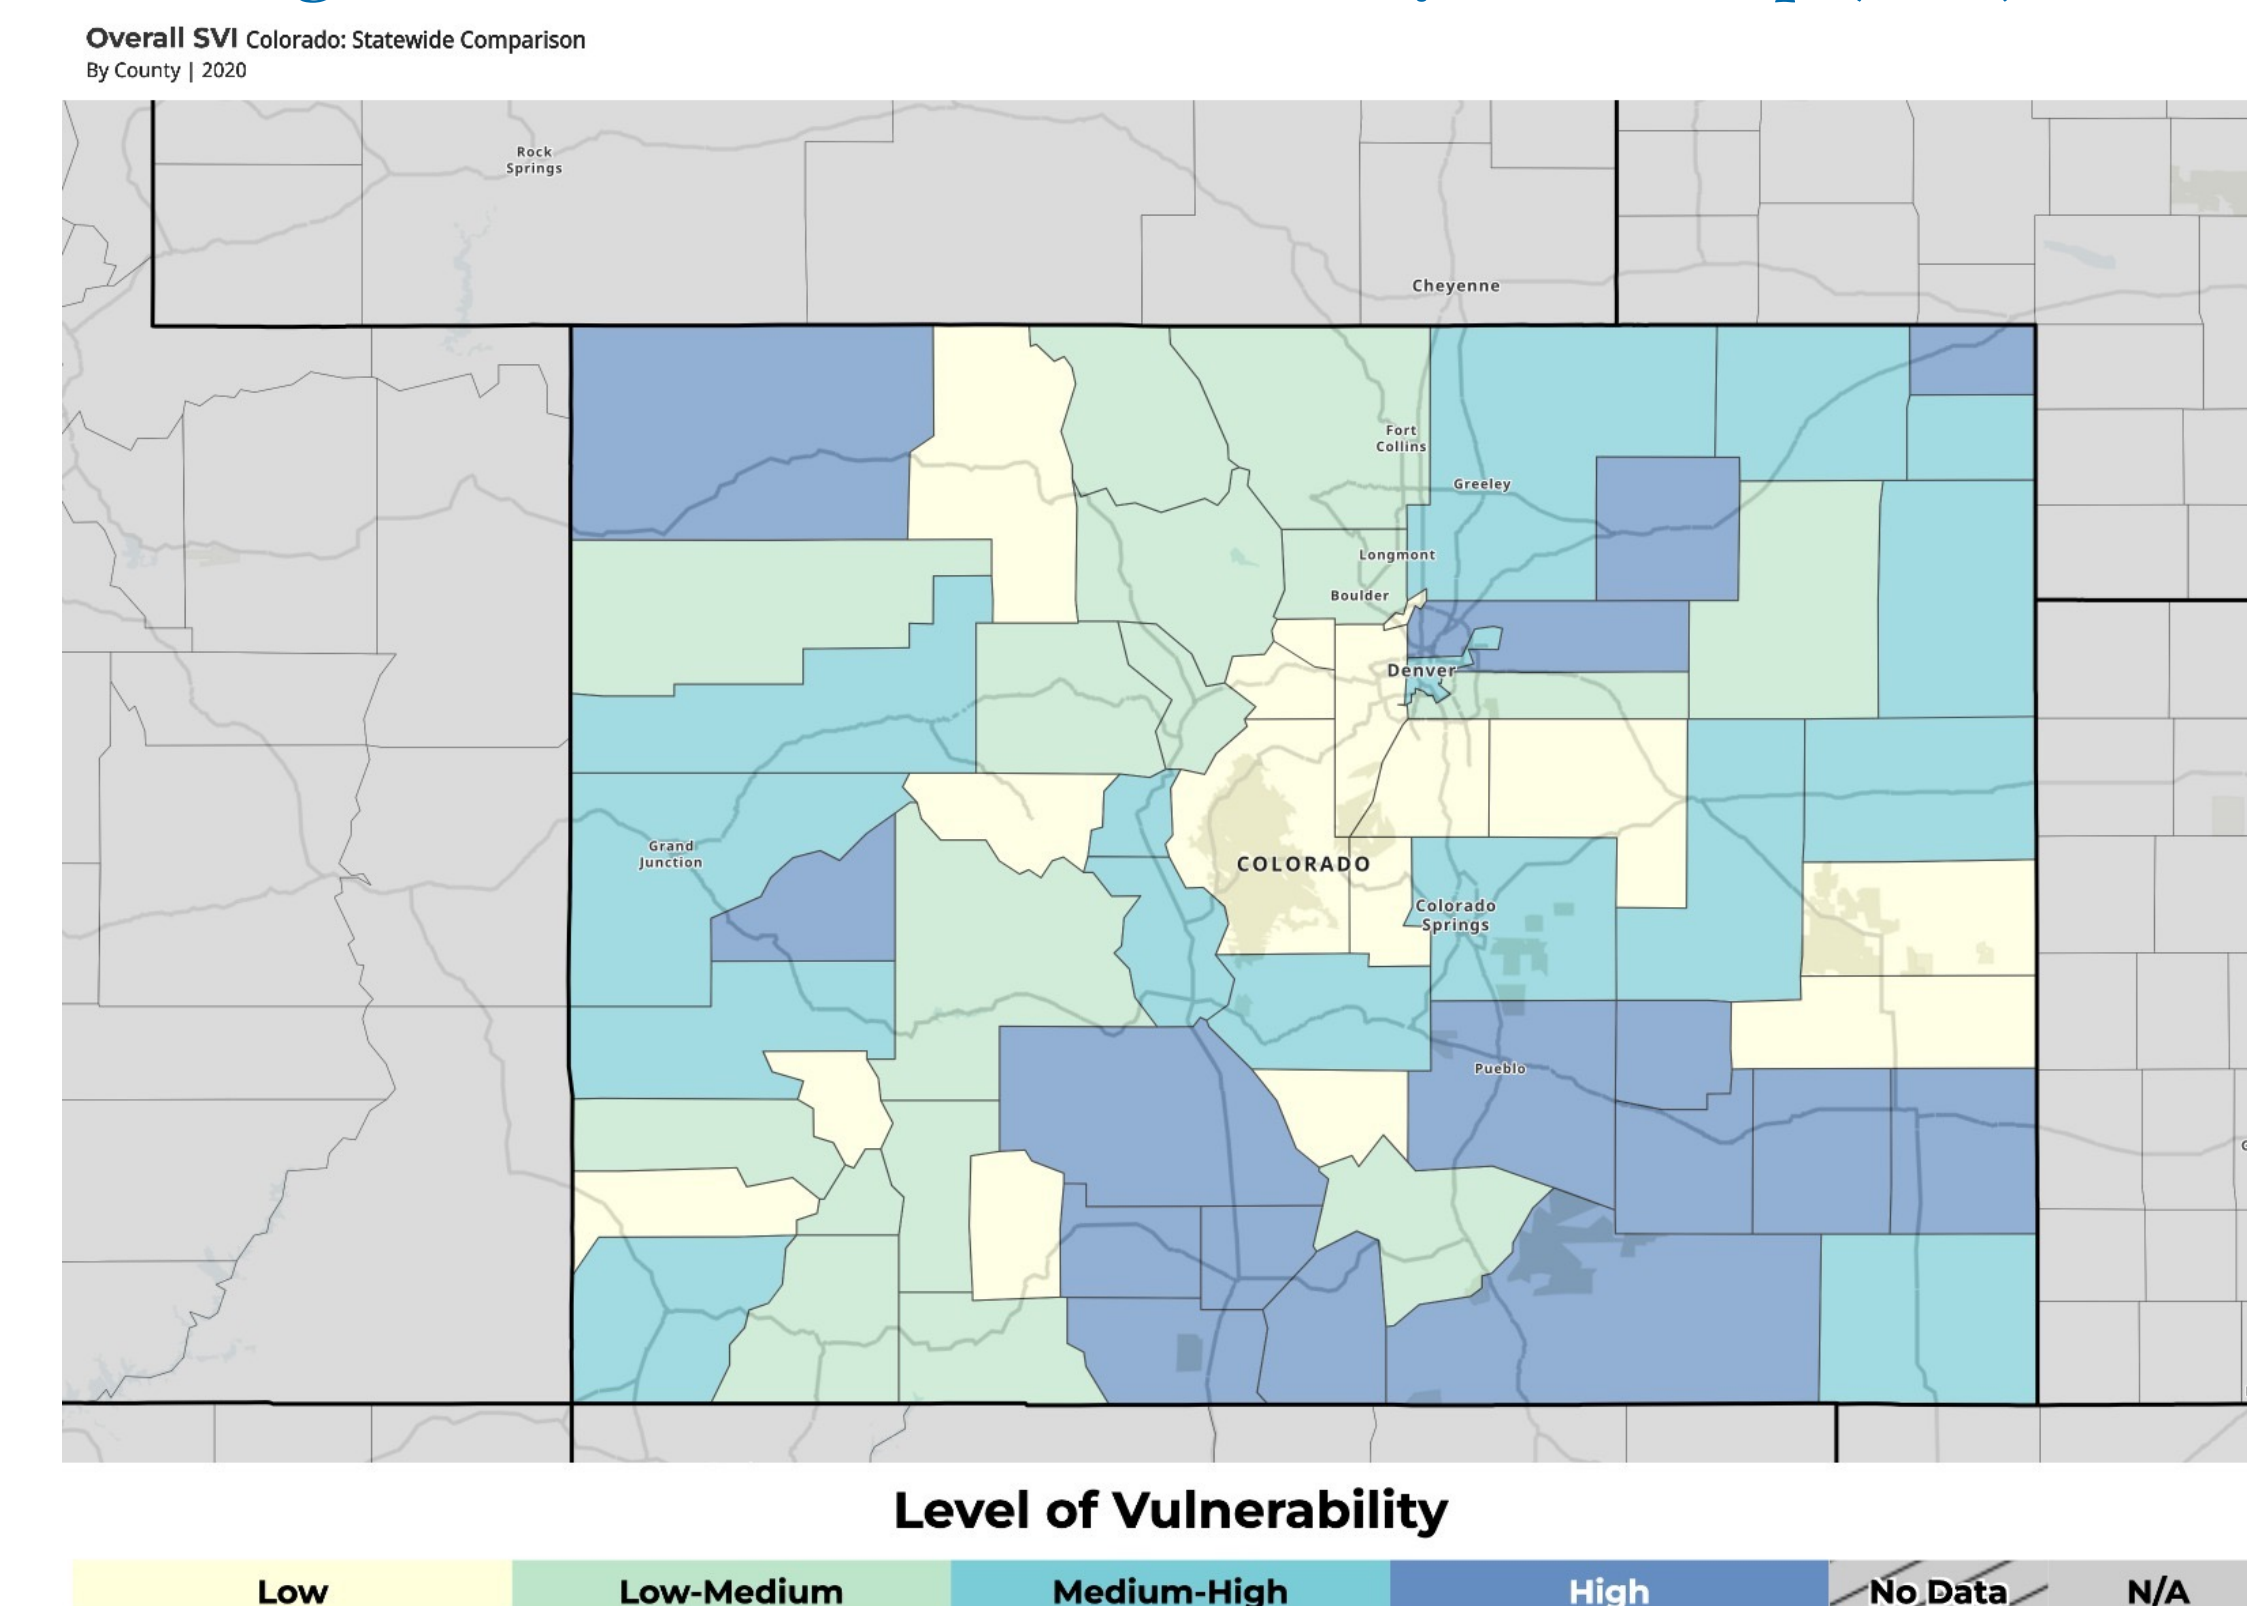 Overall SVI Colorado: Statewide Comparison
By County | 2020
Rock
Springs
Cheyenne
Fort
Collins
Greeley
Longmont
Boulder
Denver
Grand
Junction
COLORADO
Colorado
Springs
Pueblo
Level of Vulnerability
Low
Low-Medium
Medium-High
High
No Data
N/A